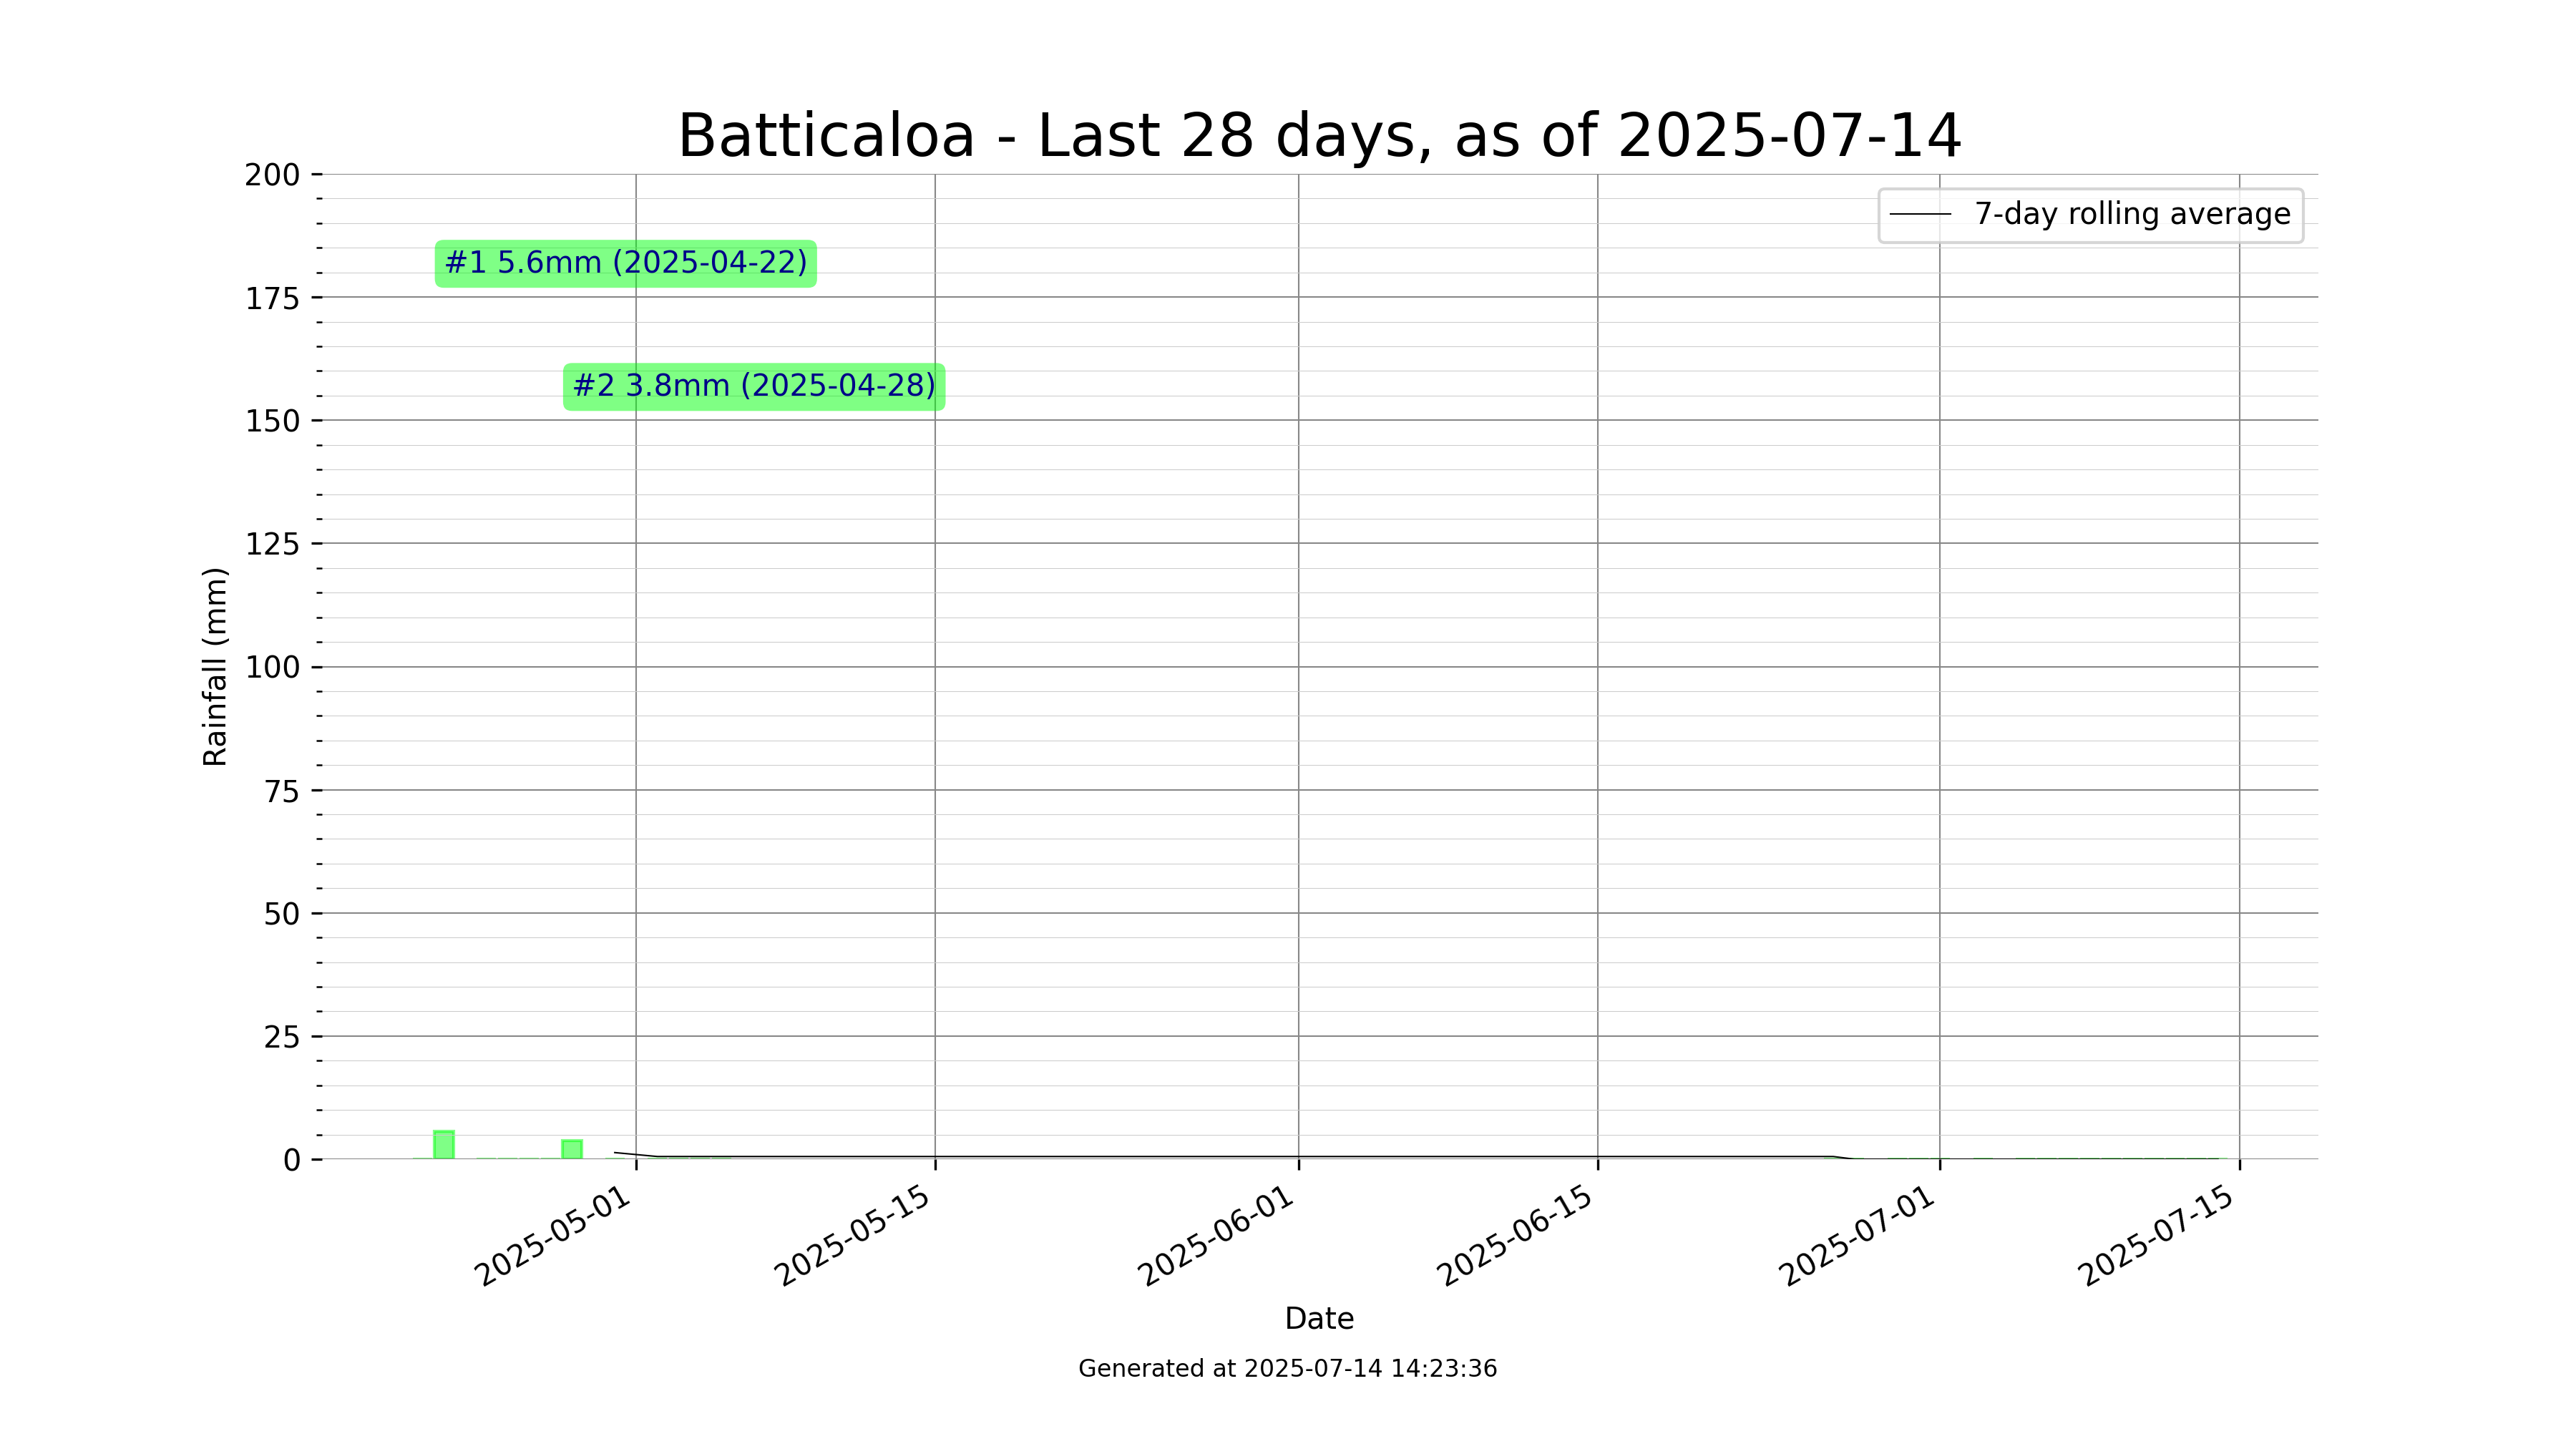 Batticaloa - Last 28 days, as of 2025-07-14
7-day rolling average
#1 5.6mm (2025-04-22)
#2 3.8mm (2025-04-28)
Rainfall (mm)
200
175
150
125
100
75
50
25
0
2025-05-01
2025-05-15
2025-06-01
2025-06-15
2025-07-01
2025-07-15
Date
Generated at 2025-07-14 14:23:36